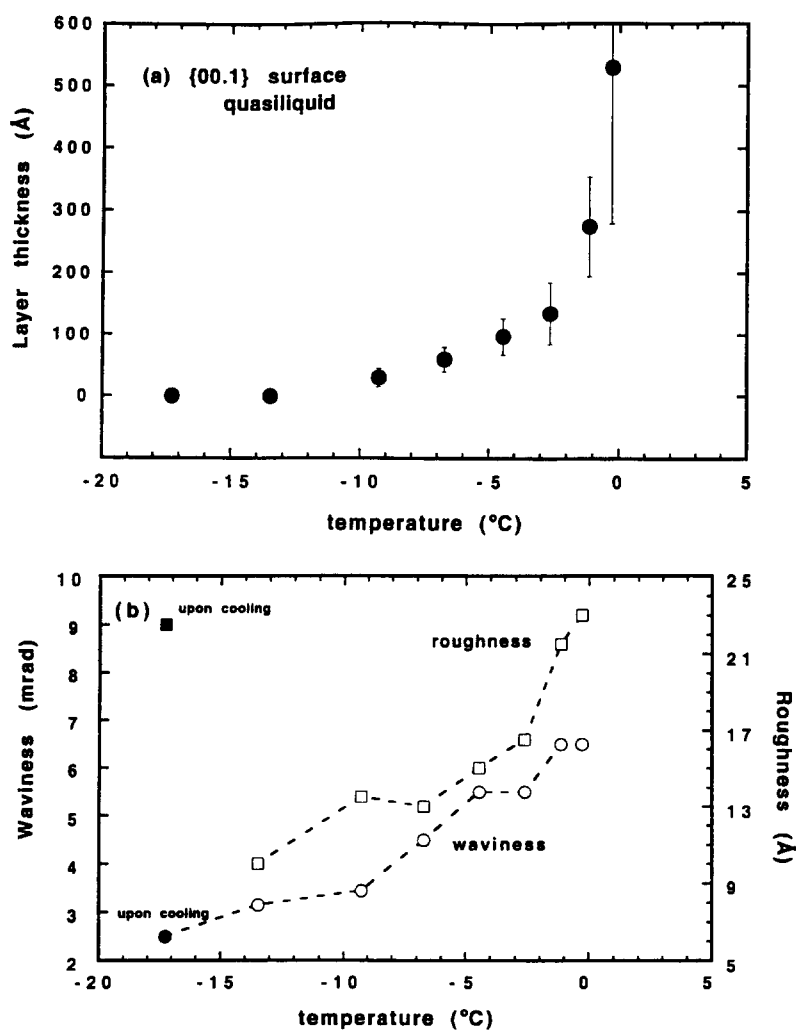 600
500
400
300
200
100
0
(a) {00.1} surface
quasiliquid
Layer thickness (Å)
-20 -15 -10 -5 0 5
temperature (°C)
10
9
8
7
6
5
4
3
2
(b) upon cooling
roughness
waviness
upon cooling
Waviness (mrad)
25
21
17
13
9
5
Roughness (Å)
-20 -15 -10 -5 0 5
temperature (°C)